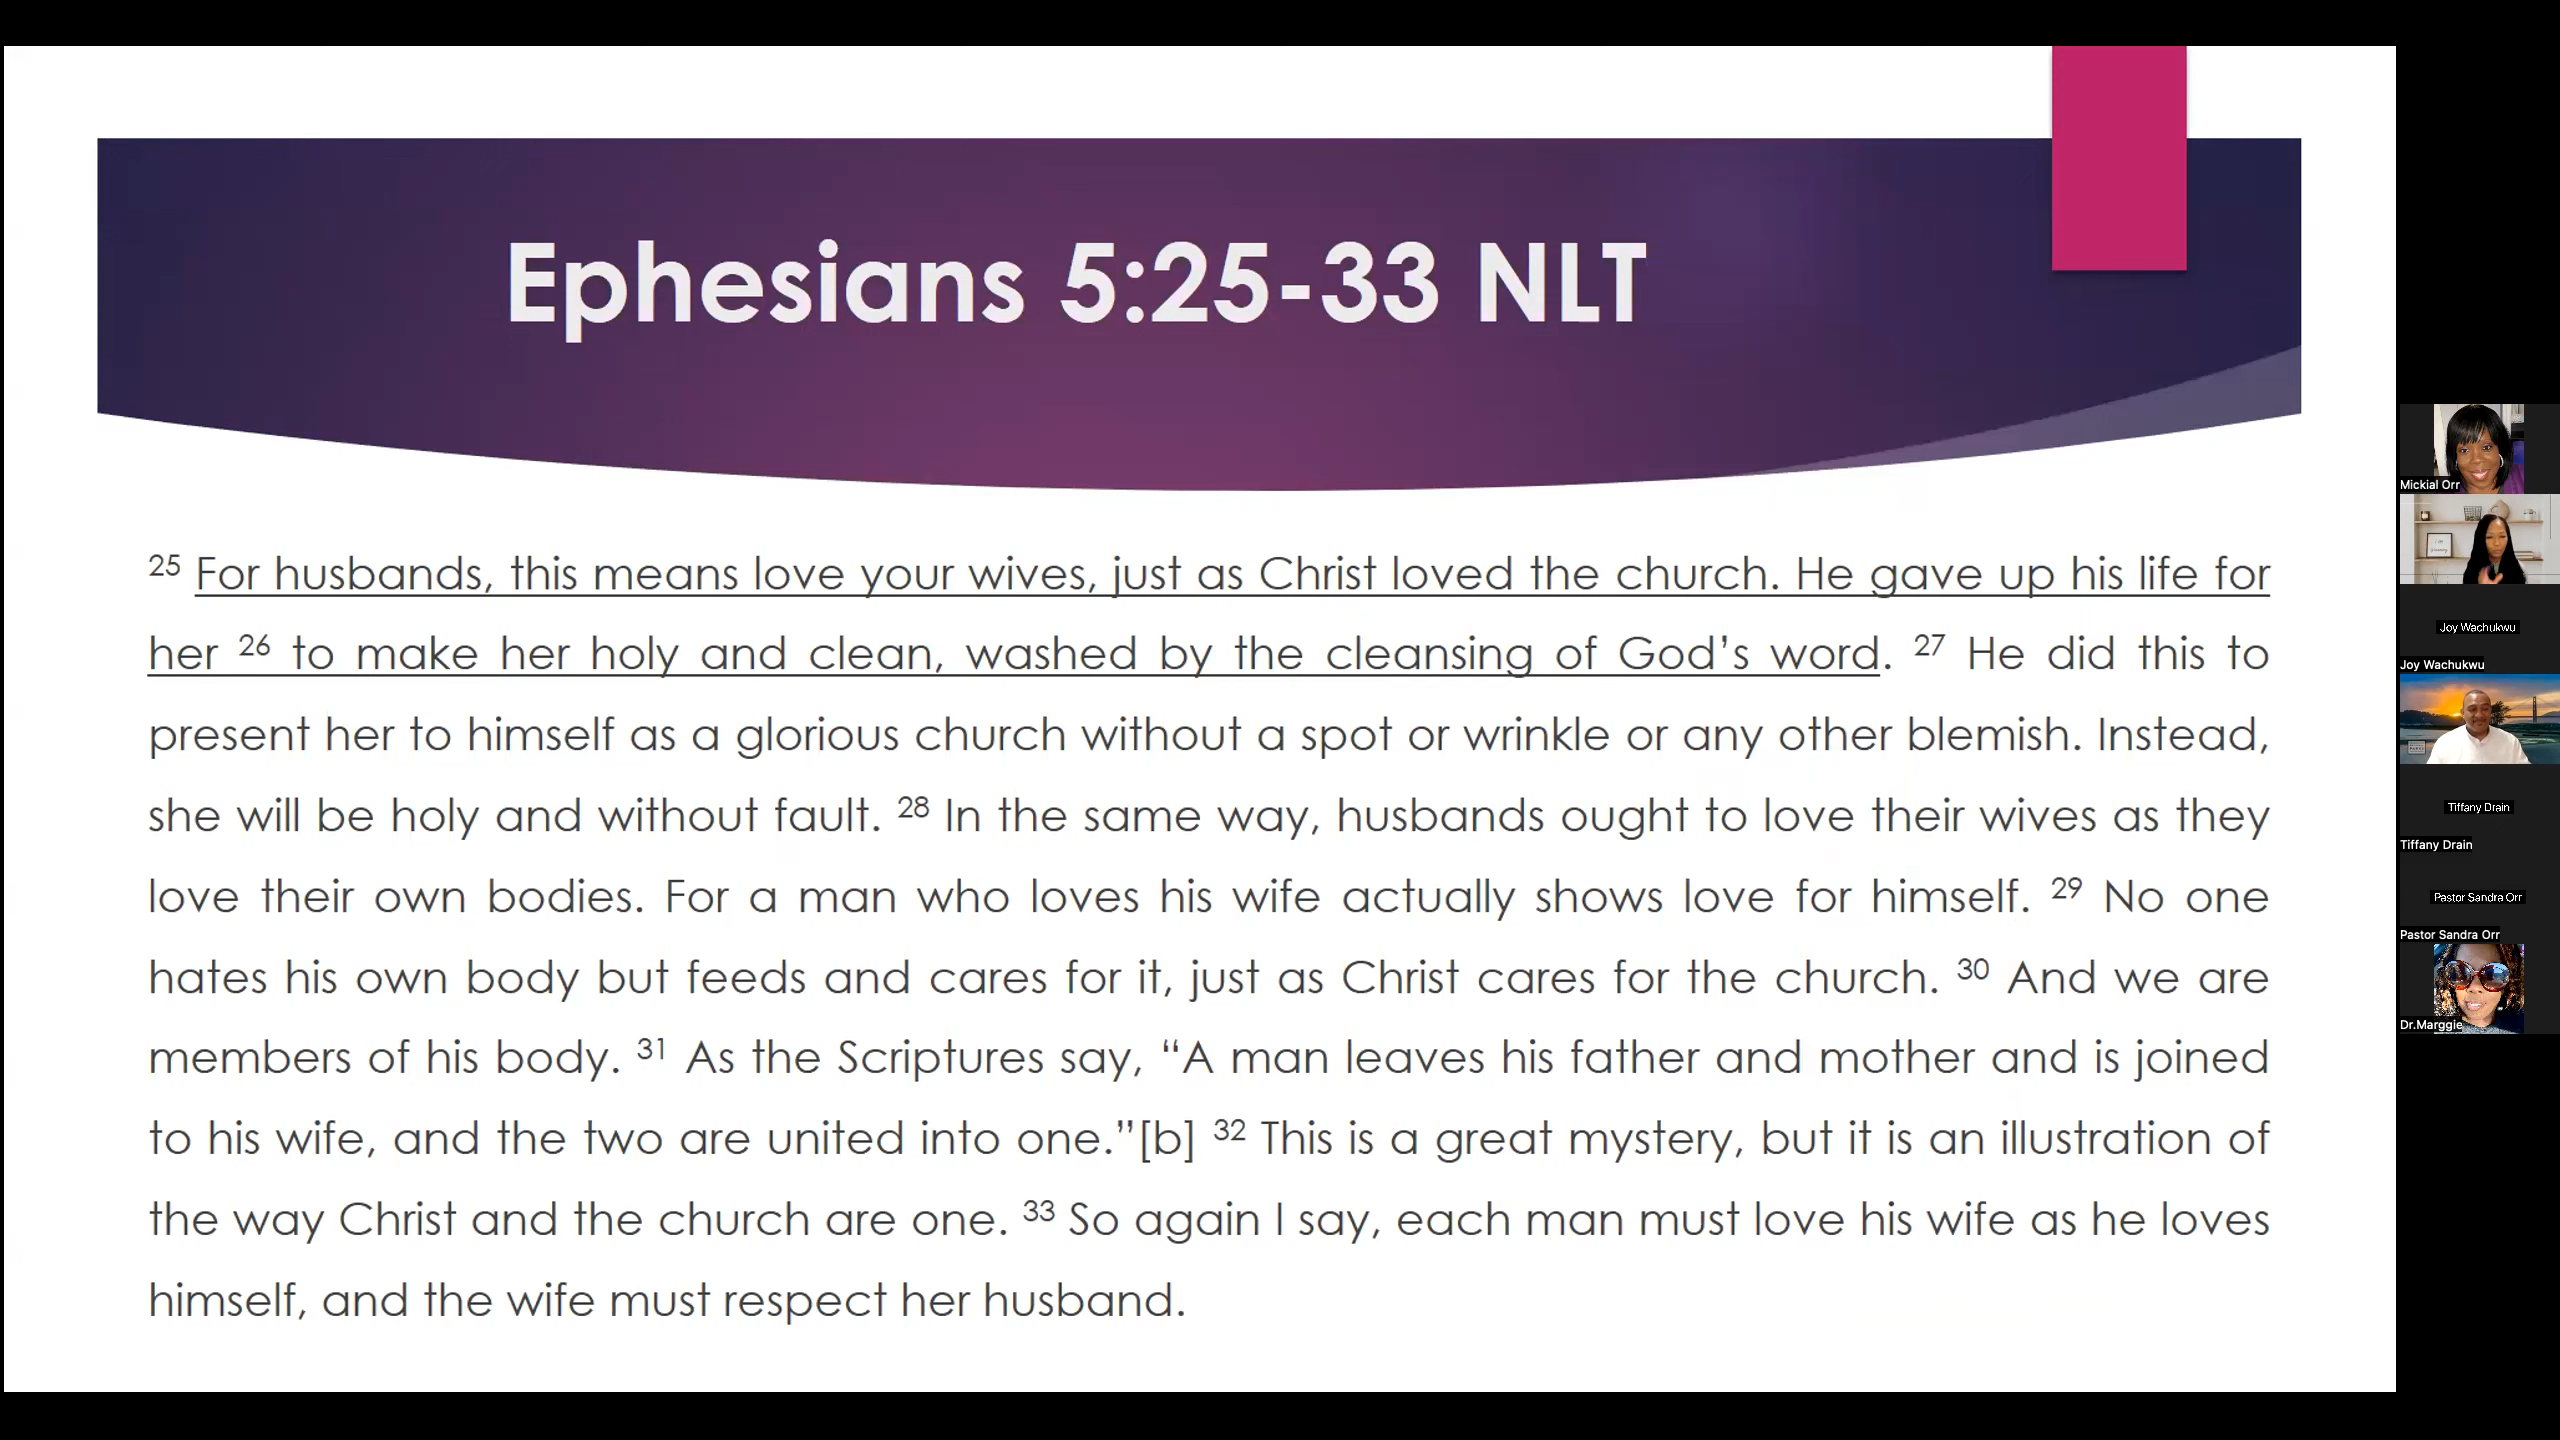 Ephesians 5:25-33 NLT
25 For husbands, this means love your wives, just as Christ loved the church. He gave up his life for
her 26 to make her holy and clean, washed by the cleansing of God’s word. 27 He did this to
present her to himself as a glorious church without a spot or wrinkle or any other blemish. Instead,
she will be holy and without fault. 28 In the same way, husbands ought to love their wives as they
love their own bodies. For a man who loves his wife actually shows love for himself. 29 No one
hates his own body but feeds and cares for it, just as Christ cares for the church. 30 And we are
members of his body. 31 As the Scriptures say, “A man leaves his father and mother and is joined
to his wife, and the two are united into one.”[b] 32 This is a great mystery, but it is an illustration of
the way Christ and the church are one. 33 So again I say, each man must love his wife as he loves
himself, and the wife must respect her husband.
Mickial Orr
Joy Wachukwu
Joy Wachukwu
Tiffany Drain
Tiffany Drain
Pastor Sandra Orr
Pastor Sandra Orr
Dr.Marggie